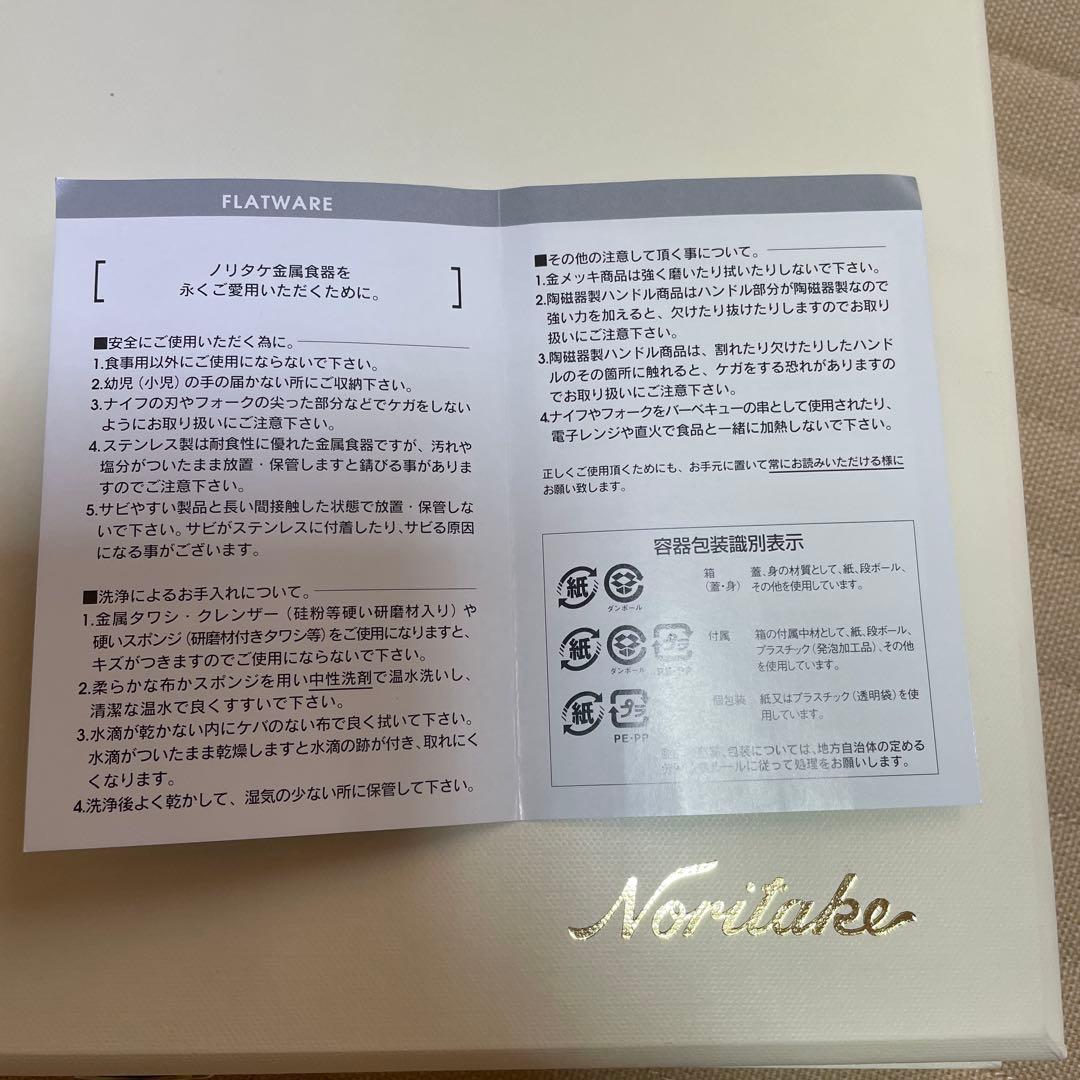 FLATWARE
ノリタケ金属食器を
永くご愛用いただくために。
■安全にご使用いただく為に。
1.食事用以外にご使用にならないで下さい。
2.幼児（小児）の手の届かない所にご収納下さい。
3.ナイフの刃やフォークの尖った部分などでケガをしない
ようにお取り扱いにご注意下さい。
4.ステンレス製は耐食性に優れた金属食器ですが、汚れや
塩分がついたまま放置・保管しますと錆びる事がありま
すのでご注意下さい。
5.サビやすい製品と長い間接触した状態で放置・保管しな
いで下さい。サビがステンレスに付着したり、サビる原因
になる事がございます。
■洗浄によるお手入れについて。
1.金属タワシ・クレンザー（硅粉等硬い研磨材入り）や
硬いスポンジ（研磨材付きタワシ等）をご使用になりますと、
キズがつきますのでご使用にならないで下さい。
2.柔らかな布かスポンジを用い中性洗剤で温水洗いし、
清潔な温水で良くすすいで下さい。
3.水滴が乾かない内にケバのない布で良く拭いて下さい。
水滴がついたまま乾燥しますと水滴の跡が付き、取れにく
くなります。
4.洗浄後よく乾かして、湿気の少ない所に保管して下さい。
■その他の注意して頂く事について。
1.金メッキ商品は強く磨いたり拭いたりしないで下さい。
2.陶磁器製ハンドル商品はハンドル部分が陶磁器製なので
強い力を加えると、欠けたり抜けたりしますのでお取り
扱いにご注意下さい。
3.陶磁器製ハンドル商品は、割れたり欠けたりしたハンド
ルのその箇所に触れると、ケガをする恐れがありますの
でお取り扱いにご注意下さい。
4.ナイフやフォークをバーベキューの串として使用されたり、
電子レンジや直火で食品と一緒に加熱しないで下さい。
正しくご使用頂くためにも、お手元に置いて常にお読みいただける様に
お願い致します。
容器包装識別表示
紙 ダンボール 箱（蓋・身） 蓋、身の材質として、紙、段ボール、
その他を使用しています。
紙 ダンボール プラ PE・PP 付属 箱の付属中材として、紙、段ボール、
プラスチック（発泡加工品）、その他
を使用しています。
紙 プラ PE・PP 個包装 紙又はプラスチック（透明袋）を使
用しています。
包装については、地方自治体の定める
ルールに従って処理をお願いします。
Noritake